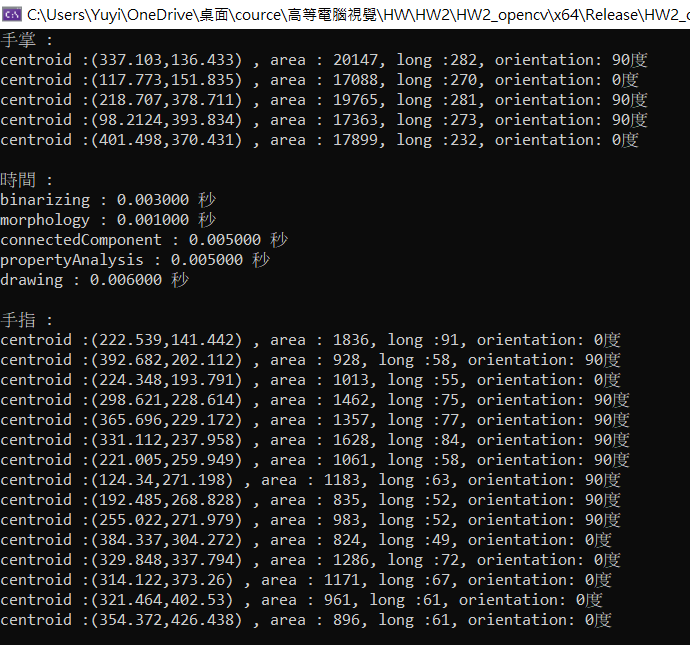 C:\Users\Yuyi\OneDrive\桌面\cource\高等電腦視覺\HW\HW2\HW2_opencv\x64\Release\HW2_
手掌 :
centroid :(337.103,136.433) , area : 20147, long :282, orientation: 90度
centroid :(117.773,151.835) , area : 17088, long :270, orientation: 0度
centroid :(218.707,378.711) , area : 19765, long :281, orientation: 90度
centroid :(98.2124,393.834) , area : 17363, long :273, orientation: 90度
centroid :(401.498,370.431) , area : 17899, long :232, orientation: 0度
時間 :
binarizing : 0.003000 秒
morphology : 0.001000 秒
connectedComponent : 0.005000 秒
propertyAnalysis : 0.005000 秒
drawing : 0.006000 秒
手指 :
centroid :(222.539,141.442) , area : 1836, long :91, orientation: 0度
centroid :(392.682,202.112) , area : 928, long :58, orientation: 90度
centroid :(224.348,193.791) , area : 1013, long :55, orientation: 0度
centroid :(298.621,228.614) , area : 1462, long :75, orientation: 90度
centroid :(365.696,229.172) , area : 1357, long :77, orientation: 90度
centroid :(331.112,237.958) , area : 1628, long :84, orientation: 90度
centroid :(221.005,259.949) , area : 1061, long :58, orientation: 90度
centroid :(124.34,271.198) , area : 1183, long :63, orientation: 90度
centroid :(192.485,268.828) , area : 835, long :52, orientation: 90度
centroid :(255.022,271.979) , area : 983, long :52, orientation: 90度
centroid :(384.337,304.272) , area : 824, long :49, orientation: 0度
centroid :(329.848,337.794) , area : 1286, long :72, orientation: 0度
centroid :(314.122,373.26) , area : 1171, long :67, orientation: 0度
centroid :(321.464,402.53) , area : 961, long :61, orientation: 0度
centroid :(354.372,426.438) , area : 896, long :61, orientation: 0度